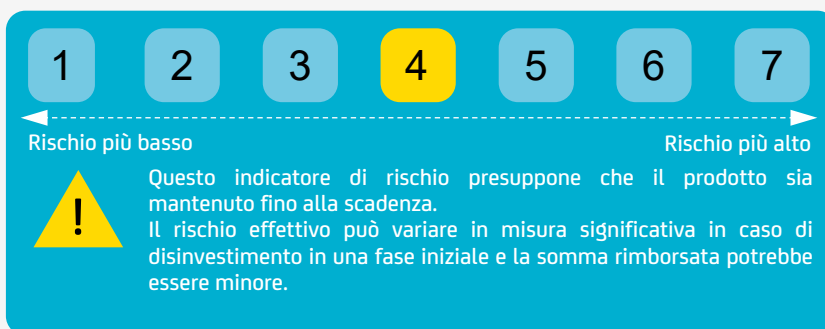 1 2 3 4 5 6 7
Rischio più basso Rischio più alto
!
Questo indicatore di rischio presuppone che il prodotto sia
mantenuto fino alla scadenza.
Il rischio effettivo può variare in misura significativa in caso di
disinvestimento in una fase iniziale e la somma rimborsata potrebbe
essere minore.